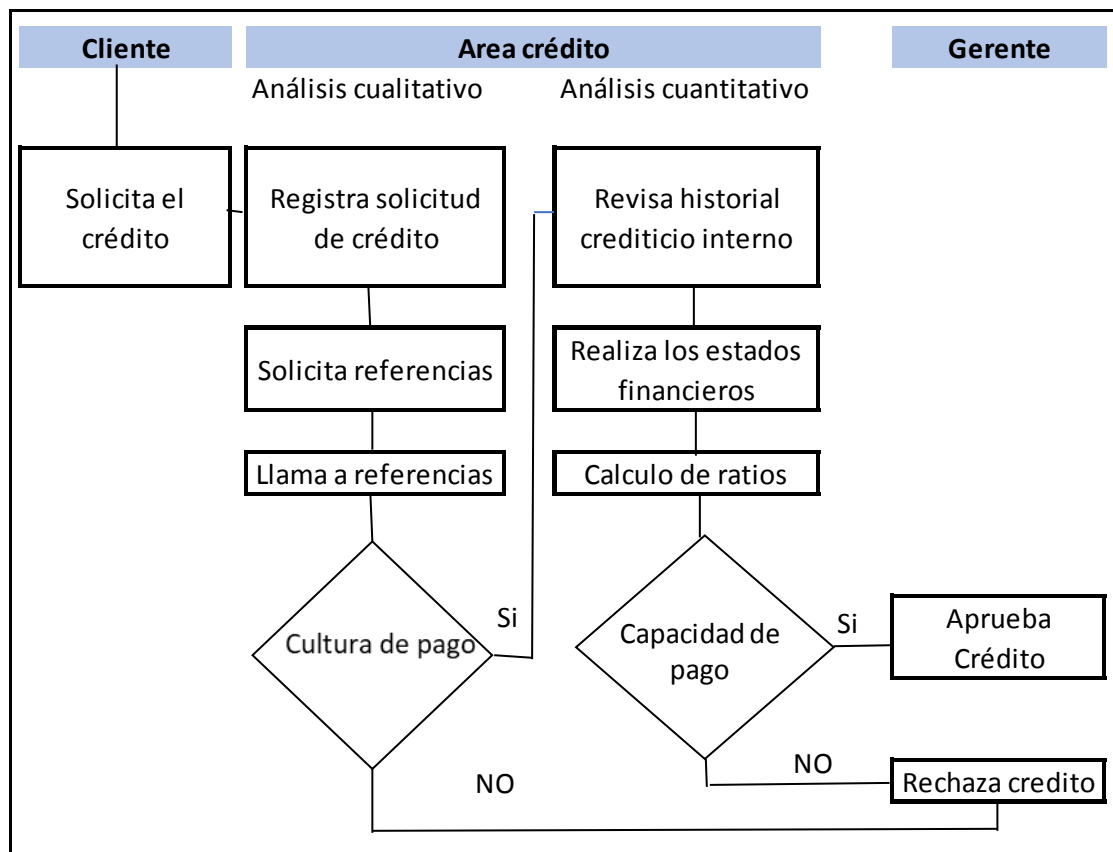 Cliente
Area crédito
Gerente
Análisis cualitativo
Análisis cuantitativo
Solicita el
crédito
Registra solicitud
de crédito
Revisa historial
crediticio interno
Solicita referencias
Realiza los estados
financieros
Llama a referencias
Calculo de ratios
Cultura de pago
Si
Capacidad de
pago
Si
Aprueba
Crédito
NO
NO
Rechaza credito